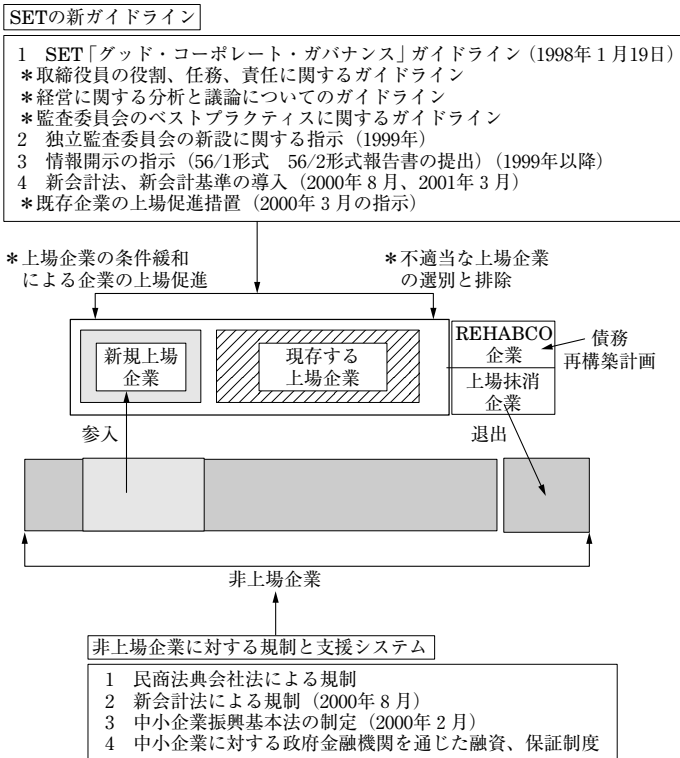 SETの新ガイドライン
1 SET「グッド・コーポレート・ガバナンス」ガイドライン（1998年1月19日）
＊取締役員の役割、任務、責任に関するガイドライン
＊経営に関する分析と議論についてのガイドライン
＊監査委員会のベストプラクティスに関するガイドライン
2 独立監査委員会の新設に関する指示（1999年）
3 情報開示の指示（56/1形式 56/2形式報告書の提出）（1999年以降）
4 新会計法、新会計基準の導入（2000年8月、2001年3月）
＊既存企業の上場促進措置（2000年3月の指示）
＊上場企業の条件緩和
による企業の上場促進
＊不適当な上場企業
の選別と排除
新規上場
企業
現存する
上場企業
REHABCO
企業
債務
再構築計画
上場抹消
企業
参入
退出
非上場企業
非上場企業に対する規制と支援システム
1 民商法典会社法による規制
2 新会計法による規制（2000年8月）
3 中小企業振興基本法の制定（2000年2月）
4 中小企業に対する政府金融機関を通じた融資、保証制度